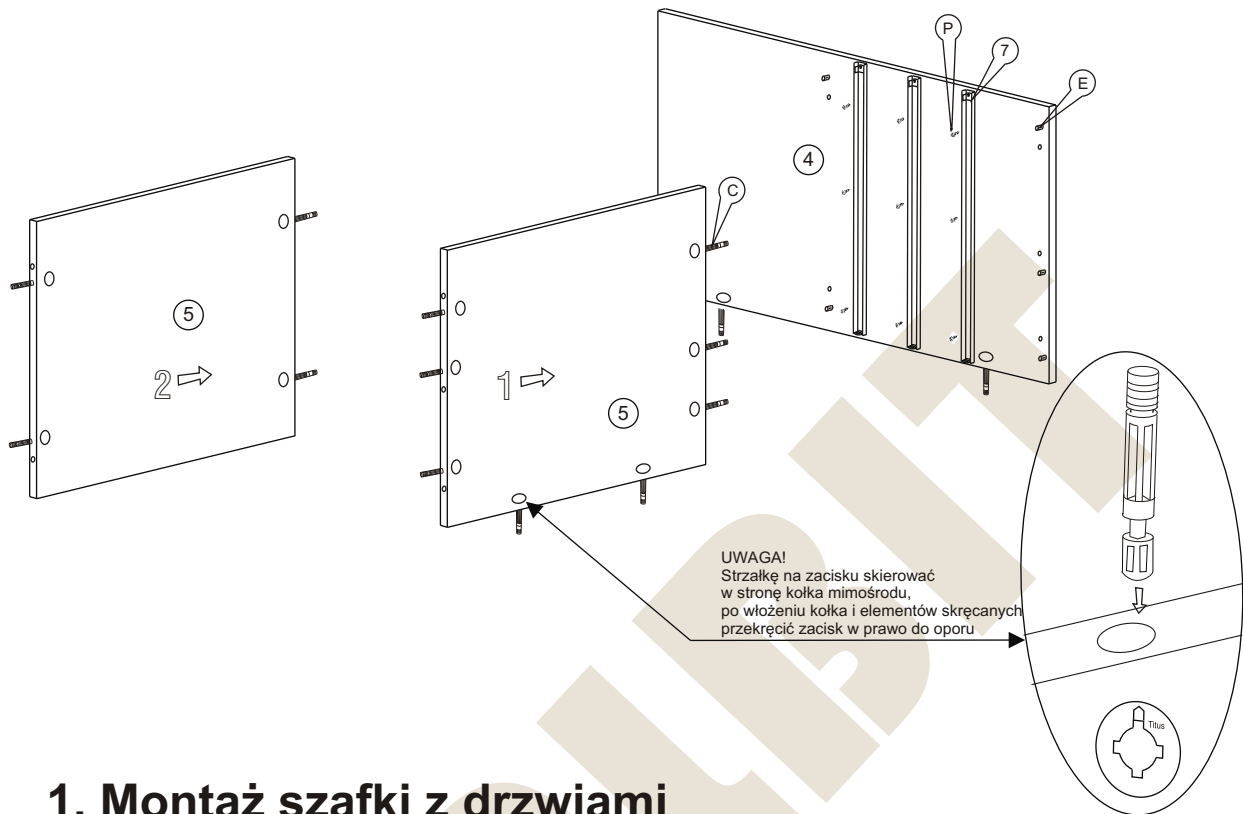 P
7
E
4
C
5
2
1
5
UWAGA!
Strzałkę na zacisku skierować
w stronę kołka mimośrodu,
po włożeniu kołka i elementów skręcanych
przekręcić zacisk w prawo do oporu
Titus
1. Montaż szafki z drzwiami